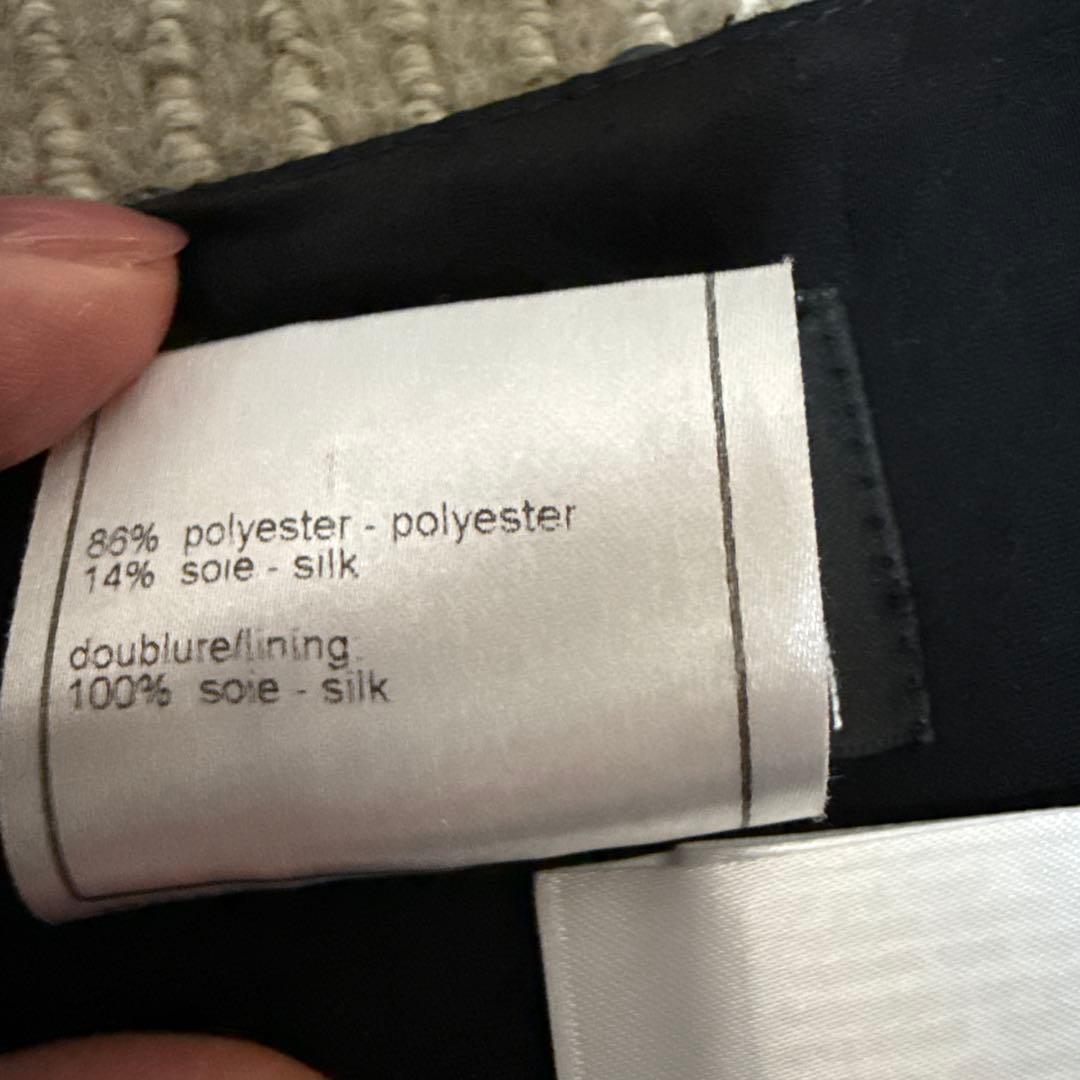 86% polyester - polyester
14% soie - silk
doublure/lining
100% soie - silk